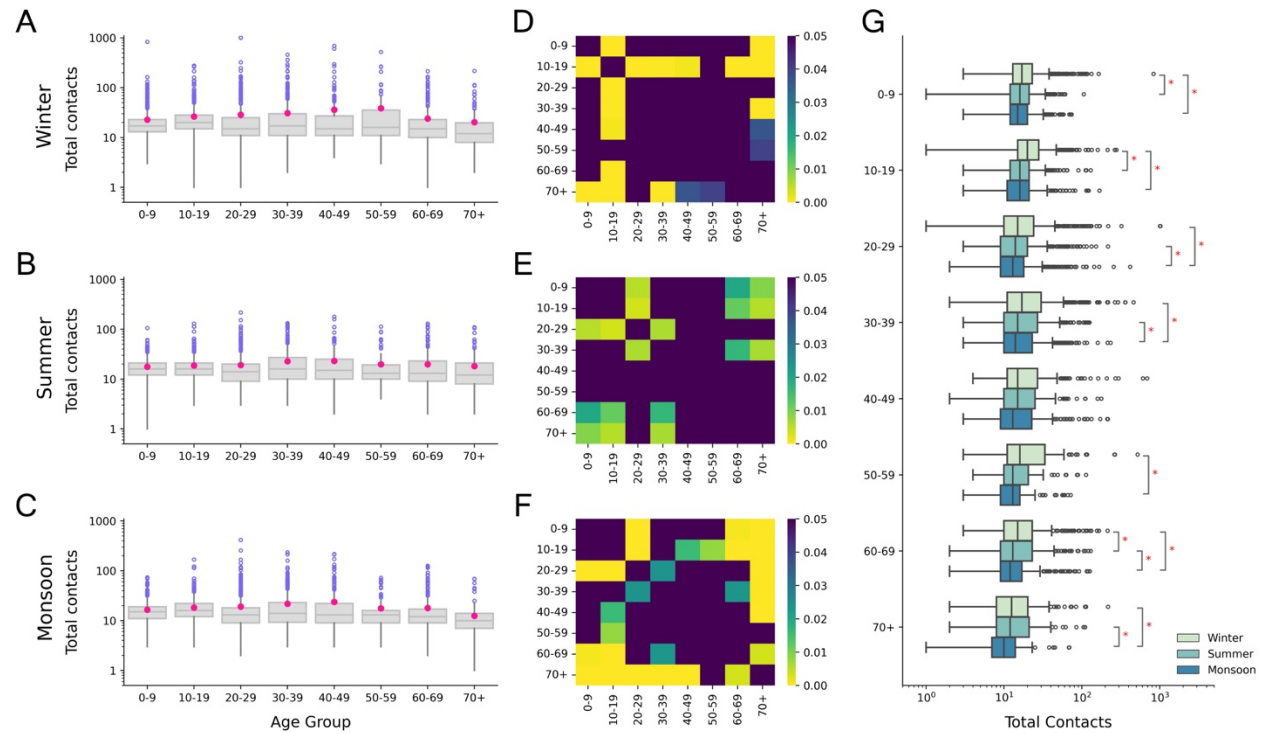 A
Winter
Total contacts
1000
100
10
1
0-9 10-19 20-29 30-39 40-49 50-59 60-69 70+
B
Summer
Total contacts
1000
100
10
1
0-9 10-19 20-29 30-39 40-49 50-59 60-69 70+
C
Monsoon
Total contacts
1000
100
10
1
0-9 10-19 20-29 30-39 40-49 50-59 60-69 70+
Age Group
D
0-9
10-19
20-29
30-39
40-49
50-59
60-69
70+
0-9 10-19 20-29 30-39 40-49 50-59 60-69 70+
0.05
0.04
0.03
0.02
0.01
0.00
E
0-9
10-19
20-29
30-39
40-49
50-59
60-69
70+
0-9 10-19 20-29 30-39 40-49 50-59 60-69 70+
0.05
0.04
0.03
0.02
0.01
0.00
F
0-9
10-19
20-29
30-39
40-49
50-59
60-69
70+
0-9 10-19 20-29 30-39 40-49 50-59 60-69 70+
0.05
0.04
0.03
0.02
0.01
0.00
G
0-9
* *
10-19
* *
20-29
* *
30-39
* *
40-49
50-59
*
60-69
* * *
70+
* *
Winter
Summer
Monsoon
10⁰ 10¹ 10² 10³
Total Contacts